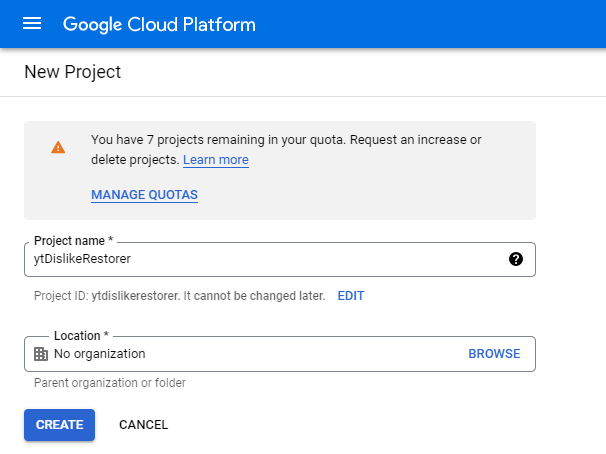 Google Cloud Platform
New Project
You have 7 projects remaining in your quota. Request an increase or
delete projects. Learn more
MANAGE QUOTAS
Project name *
ytDislikeRestorer
Project ID: ytdislikerestorer. It cannot be changed later. EDIT
Location *
No organization BROWSE
Parent organization or folder
CREATE CANCEL